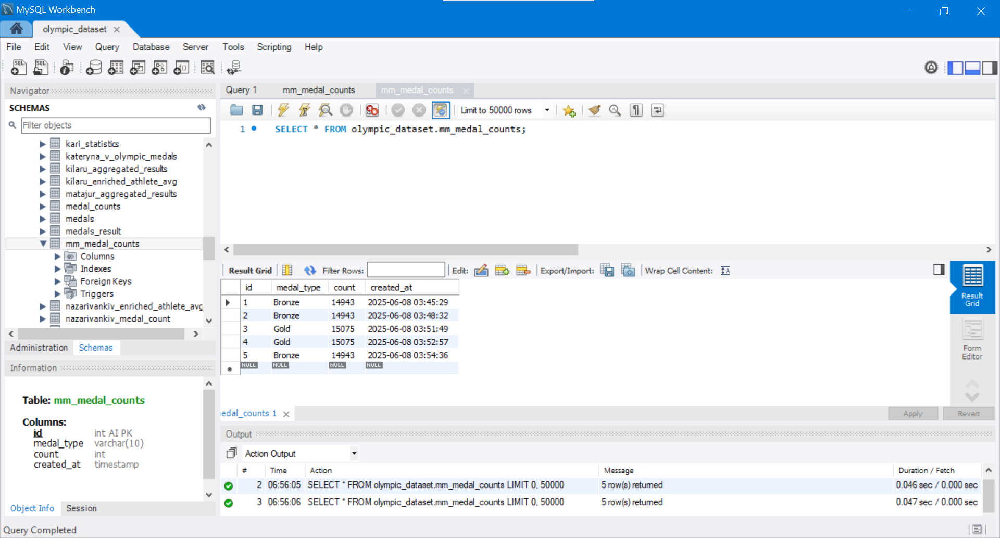 MySQL Workbench
olympic_dataset
File Edit View Query Database Server Tools Scripting Help
Navigator
SCHEMAS
Filter objects
kari_statistics
kateryna_v_olympic_medals
kilaru_aggregated_results
kilaru_enriched_athlete_avg
matajur_aggregated_results
medal_counts
medals
medals_result
mm_medal_counts
Columns
Indexes
Foreign Keys
Triggers
nazarivankiv_enriched_athlete_avg
nazarivankiv_medal_count
Administration Schemas
Information
Table: mm_medal_counts
Columns:
id int AI PK
medal_type varchar(10)
count int
created_at timestamp
Object Info Session
Query Completed
Query 1 mm_medal_counts mm_medal_counts
Limit to 50000 rows
1 SELECT * FROM olympic_dataset.mm_medal_counts;
Result Grid Filter Rows: Edit: Export/Import: Wrap Cell Content:
id medal_type count created_at
1 Bronze 14943 2025-06-08 03:45:29
2 Bronze 14943 2025-06-08 03:48:32
3 Gold 15075 2025-06-08 03:51:49
4 Gold 15075 2025-06-08 03:52:57
5 Bronze 14943 2025-06-08 03:54:36
NULL NULL NULL NULL
Result
Grid
Form
Editor
edal_counts 1
Apply Revert
Output
Action Output
# Time Action Message Duration / Fetch
2 06:56:05 SELECT * FROM olympic_dataset.mm_medal_counts LIMIT 0, 50000 5 row(s) returned 0.046 sec / 0.000 sec
3 06:56:06 SELECT * FROM olympic_dataset.mm_medal_counts LIMIT 0, 50000 5 row(s) returned 0.047 sec / 0.000 sec